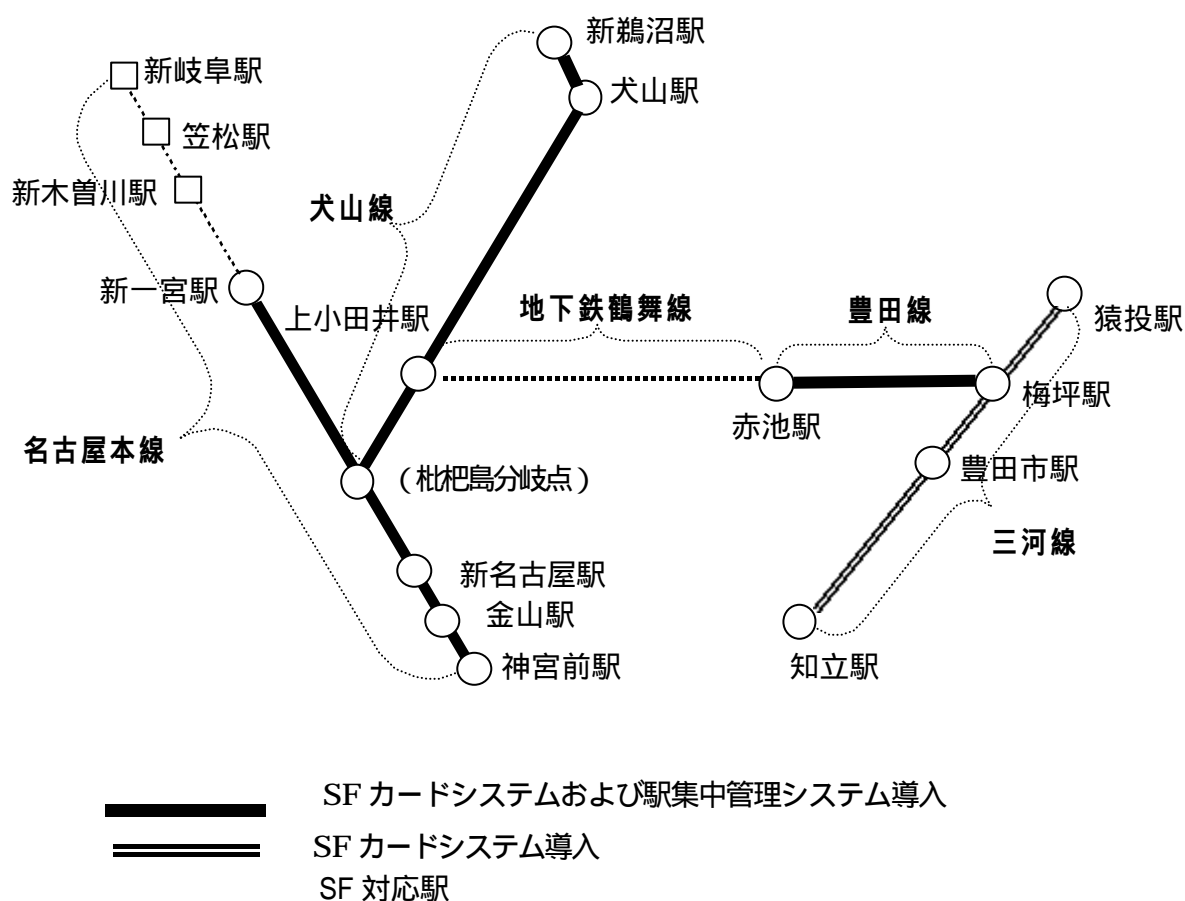 新鵜沼駅
新岐阜駅
犬山駅
笠松駅
新木曽川駅
犬山線
新一宮駅
上小田井駅
地下鉄鶴舞線
豊田線
猿投駅
梅坪駅
赤池駅
名古屋本線
(枇杷島分岐点)
豊田市駅
三河線
新名古屋駅
金山駅
神宮前駅
知立駅
SF カードシステムおよび駅集中管理システム導入
SF カードシステム導入
SF 対応駅